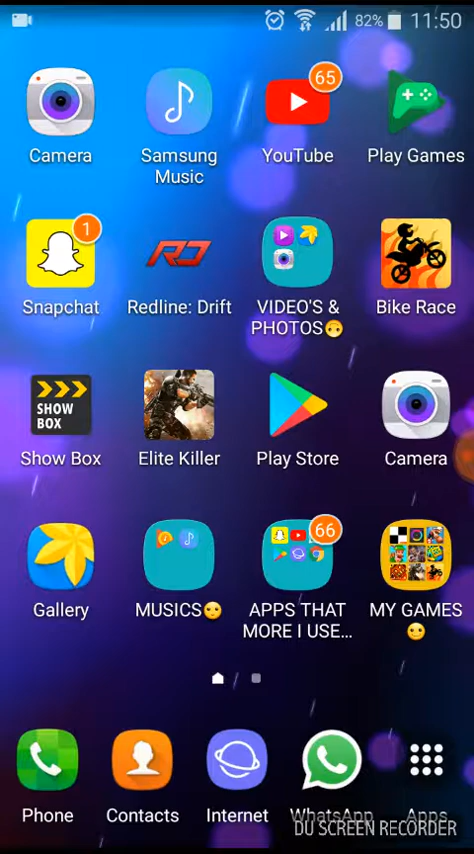 82% 11:50
65
Camera Samsung Music YouTube Play Games
1
RD
Snapchat Redline: Drift VIDEO'S & PHOTOS😶 Bike Race
SHOW
BOX
Show Box Elite Killer Play Store Camera
66
Gallery MUSICS🙂 APPS THAT MORE I USE... MY GAMES 🙂
Phone Contacts Internet WhatsApp Apps
DU SCREEN RECORDER